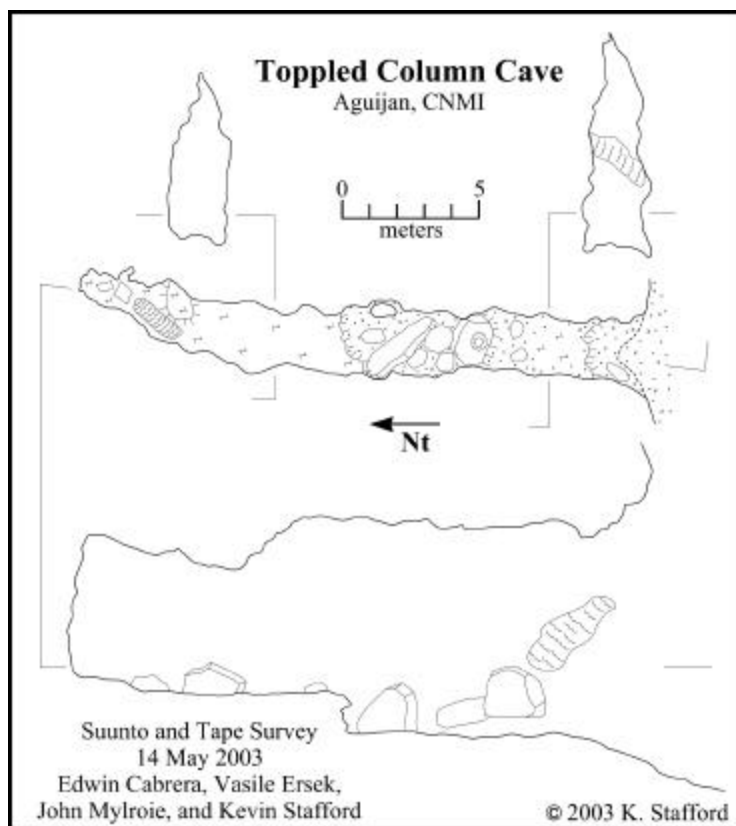 Toppled Column Cave
Aguijan, CNMI
0 5
meters
Nt
Suunto and Tape Survey
14 May 2003
Edwin Cabrera, Vasile Ersek,
John Mylroie, and Kevin Stafford
© 2003 K. Stafford